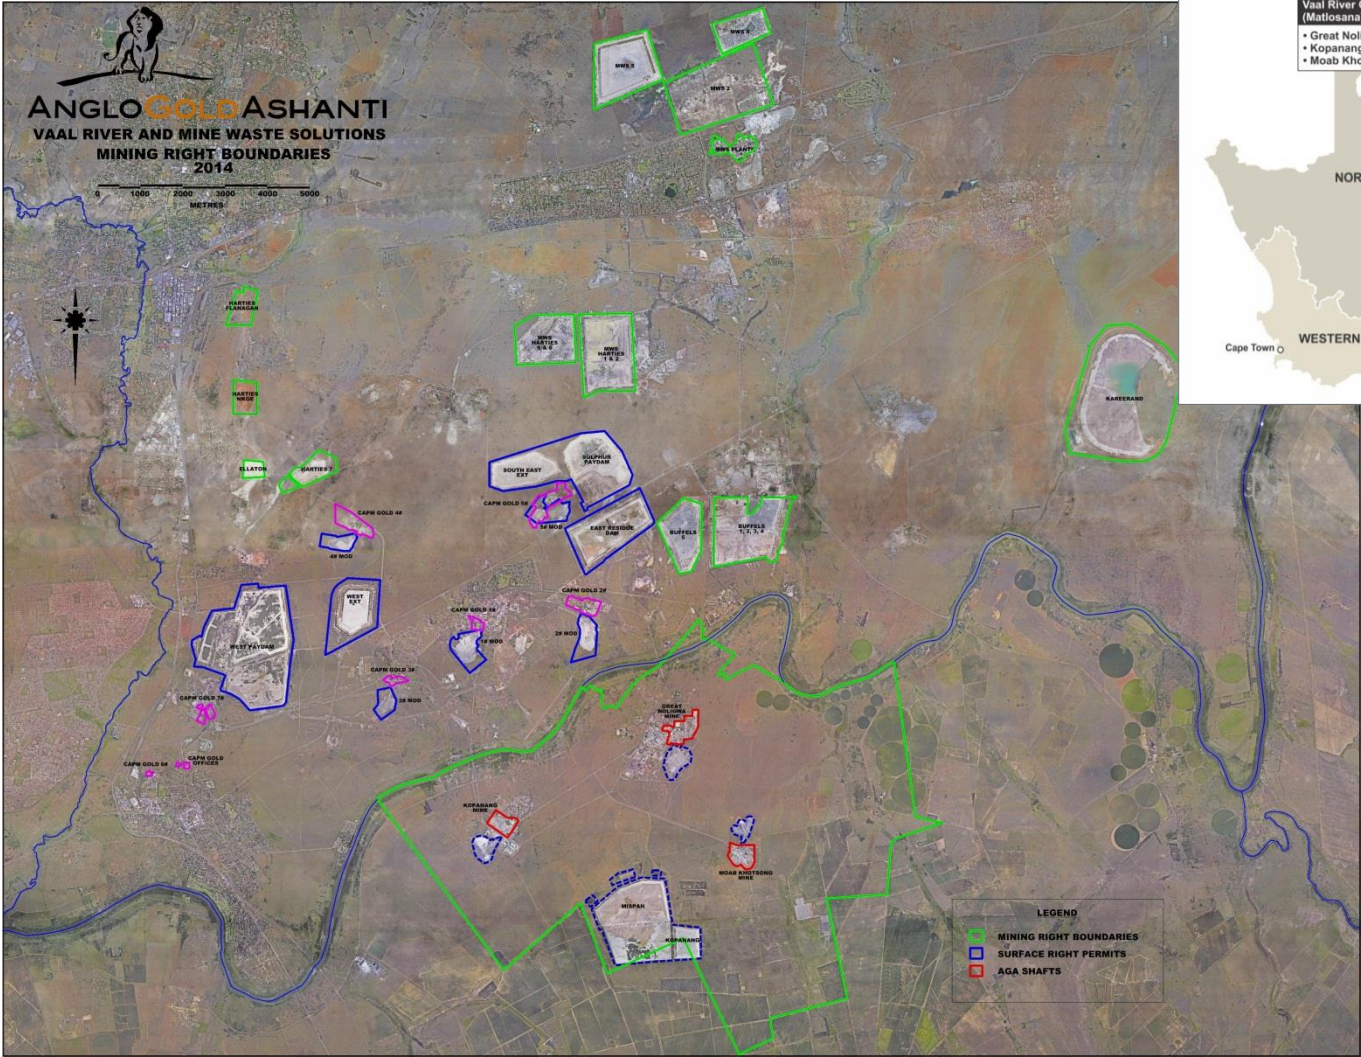 ANGLOGOLDASHANTI
VAAL RIVER AND MINE WASTE SOLUTIONS
MINING RIGHT BOUNDARIES
2014
0 1000 2000 3000 4000 5000
METRES
Vaal River
(Matlosana
• Great Noli
• Kopanang
• Moab Kho
NOR
WESTERN
Cape Town
MWS 5
MWS 4
MWS 2
MWS PLANT
HARTIES
FLANAGAN
HARTIES
NKGE
MWS
HARTIES
5 & 6
MWS
HARTIES
1 & 2
KAREERAND
ELLATON
HARTIES 7
SOUTH EAST
EXT
SULPHUR
PAYDAM
CAPM GOLD 5#
5# MOD
EAST RESIDUE
DAM
BUFFELS
5
BUFFELS
1, 2, 3, 4
CAPM GOLD 4#
4# MOD
WEST
EXT
WEST PAYDAM
CAPM GOLD 1#
1# MOD
CAPM GOLD 2#
2# MOD
CAPM GOLD 3#
3# MOD
CAPM GOLD 7#
CAPM GOLD 6#
CAPM GOLD
OFFICES
GREAT
NOLIGWA
MINE
KOPANANG
MINE
MOAB KHOTSONG
MINE
MISPAH
KOPANANG
LEGEND
MINING RIGHT BOUNDARIES
SURFACE RIGHT PERMITS
AGA SHAFTS